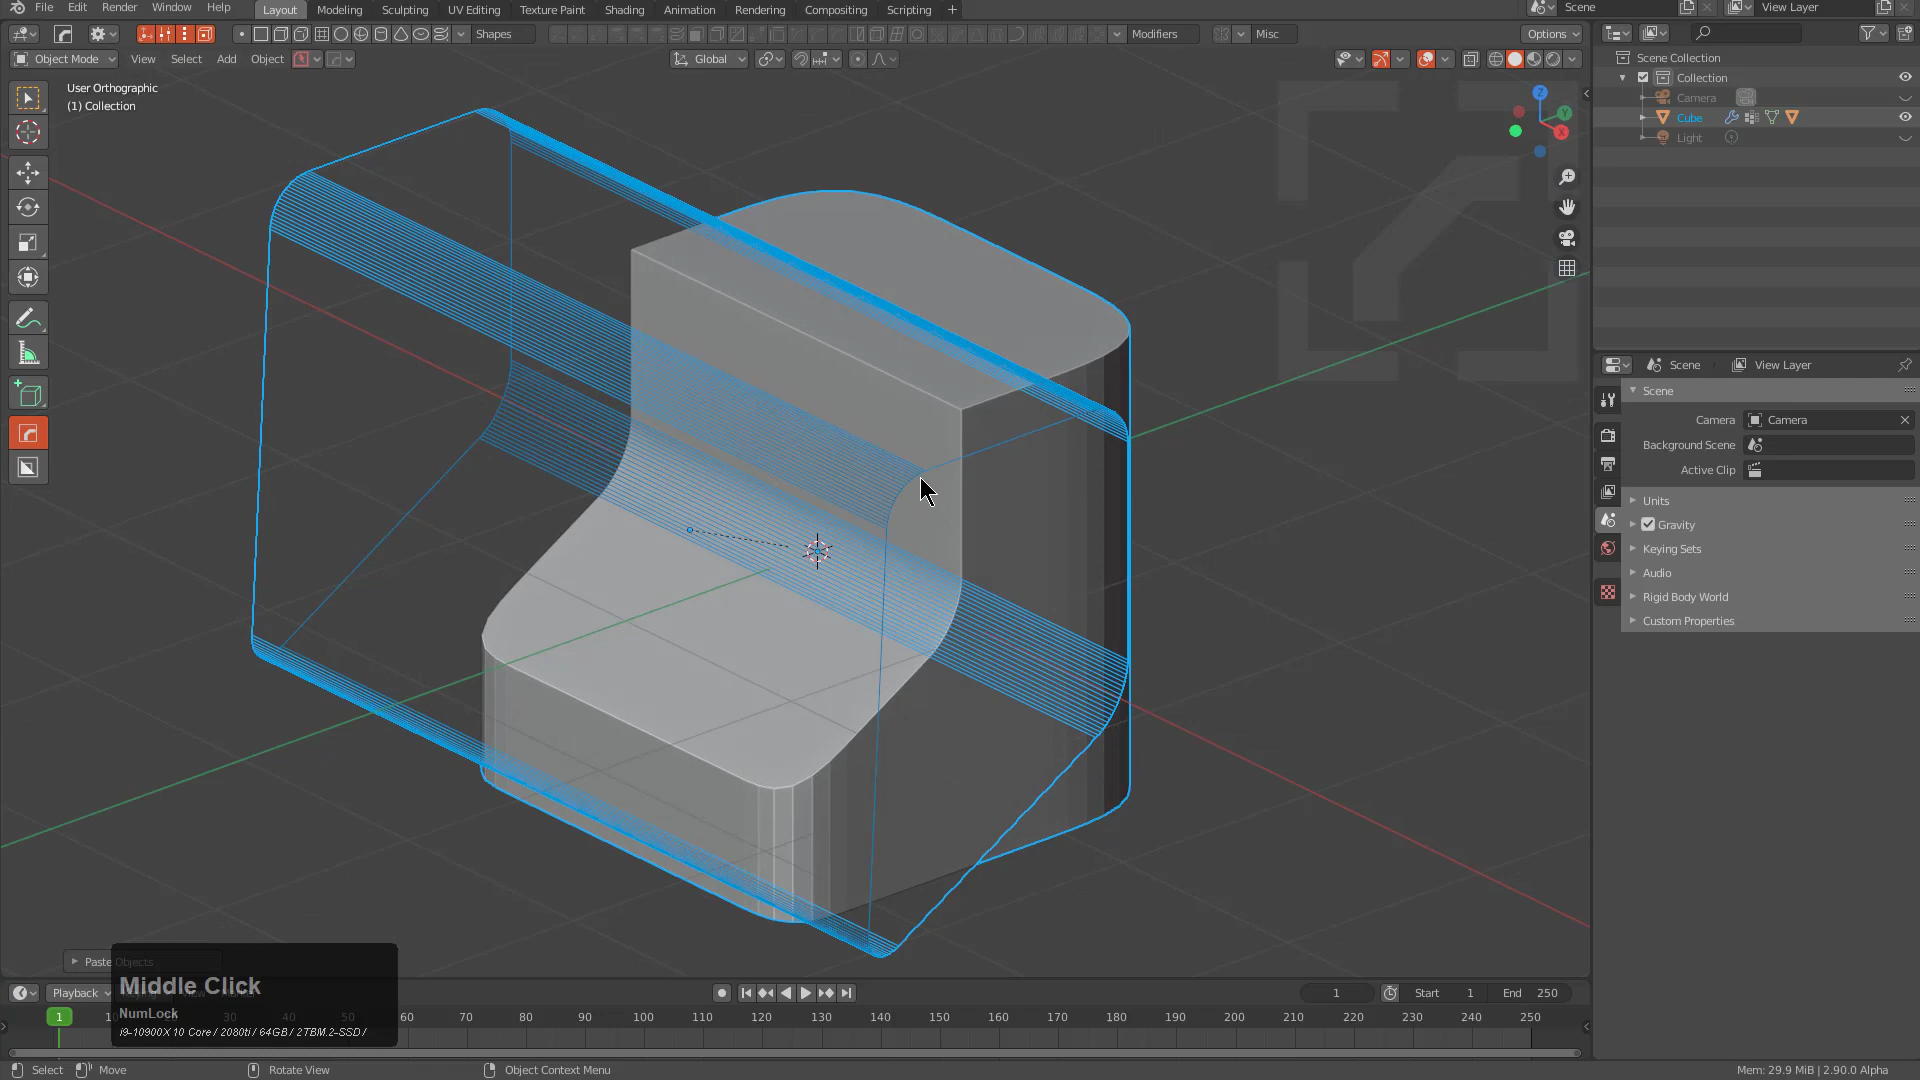 File Edit Render Window Help Layout Modeling Sculpting UV Editing Texture Paint Shading Animation Rendering Compositing Scripting + Scene View Layer
Shapes Modifiers Misc Options
Object Mode View Select Add Object Global
User Orthographic
(1) Collection
Scene Collection
Collection
Camera
Cube
Light
Z
Y
X
Scene View Layer
Scene
Camera Camera
Background Scene
Active Clip
Units
Gravity
Keying Sets
Audio
Rigid Body World
Custom Properties
Paste Objects
Middle Click
NumLock
i9-10900X 10 Core / 2080ti / 64GB / 2TBM.2-SSD /
Playback 1 Start 1 End 250
1 30 40 50 60 70 80 90 100 110 120 130 140 150 160 170 180 190 200 210 220 230 240 250
Select Move Rotate View Object Context Menu Mem: 29.9 MiB | 2.90.0 Alpha